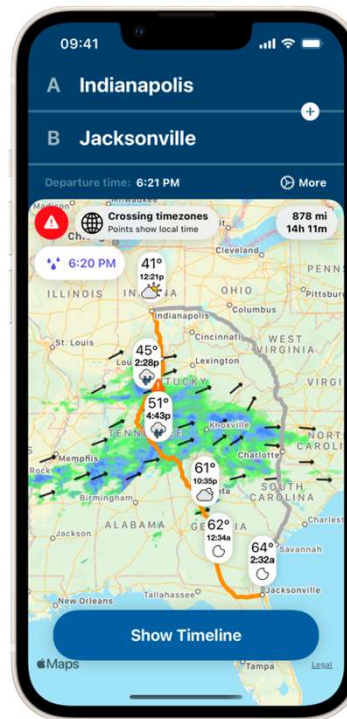 09:41
A Indianapolis
B Jacksonville
Departure time: 6:21 PM
More
Crossing timezones
Points show local time
878 mi
14h 11m
6:20 PM
Cleveland
PENN
41°
12:21p
ILLINOIS
OHIO
Pittsbur
Indianapolis
Columbus
Cincinnati
WEST
VIRGINIA
St. Louis
45°
2:28p
Lexington
VIRGI
51°
4:43p
Knoxville
NORT
CAROLI
Charlotte
Memphis
Rock
61°
10:35p
Birmingham
SOUTH
CAROLINA
ALABAMA
62°
12:34a
Charlest
Jackson
64°
2:32a
Savannah
Tallahassee
Jacksonville
New Orleans
Show Timeline
Maps
Tampa
Legal